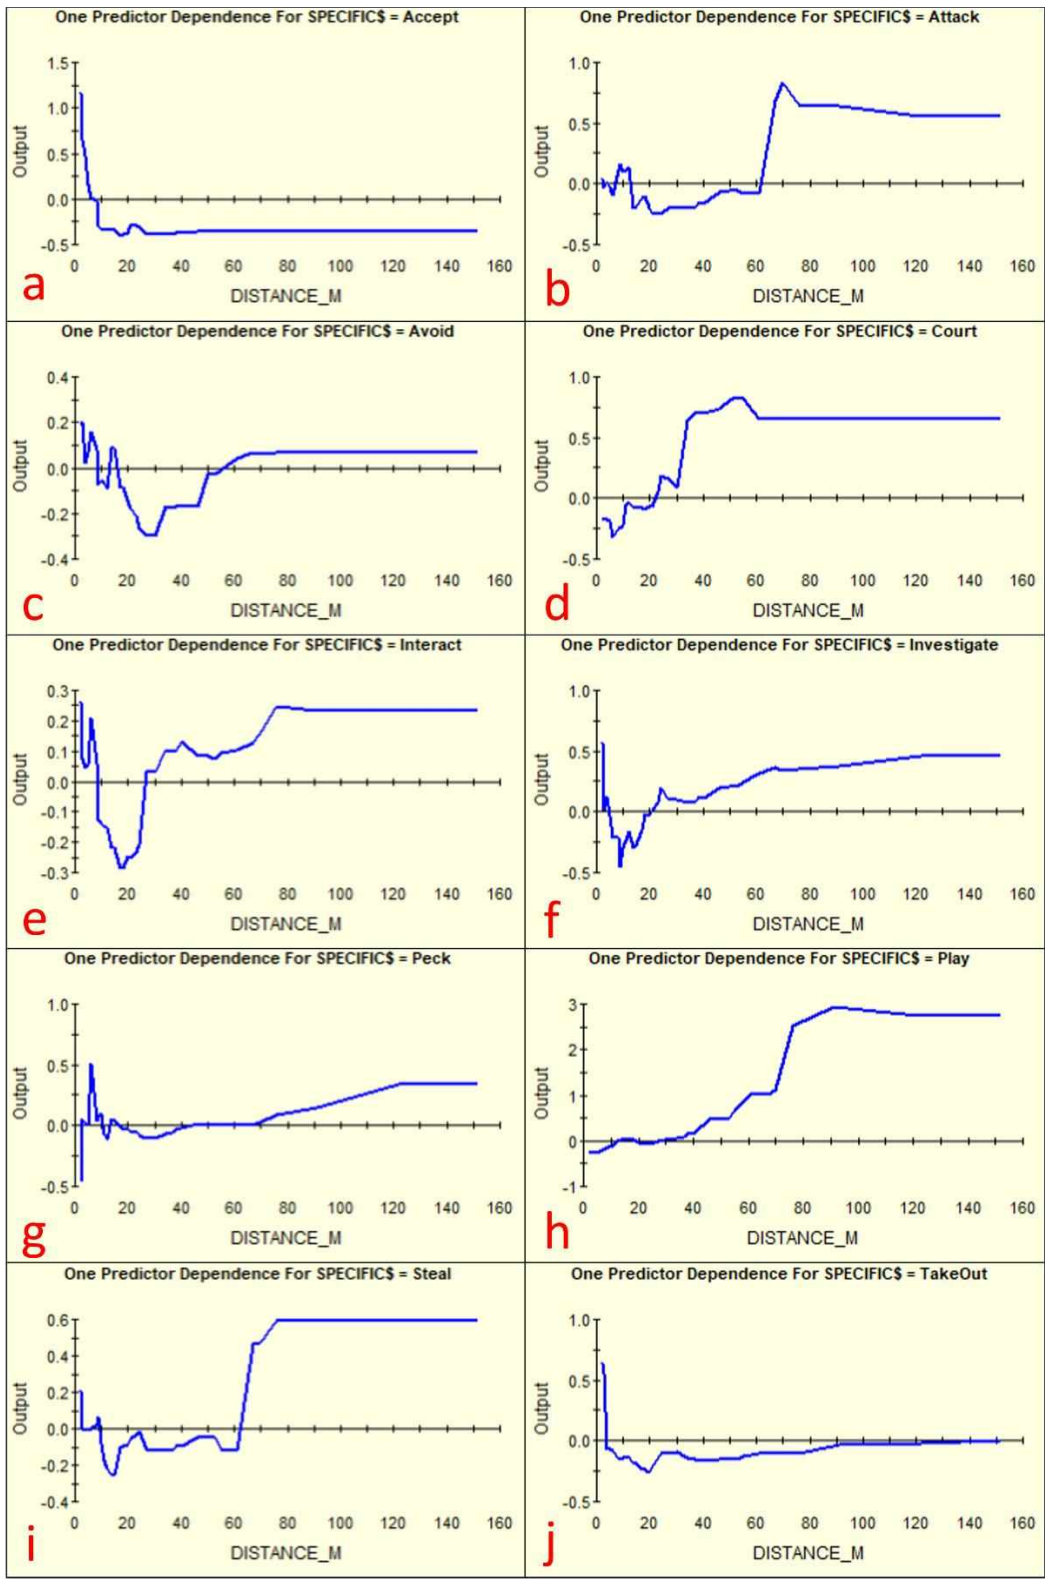 One Predictor Dependence For SPECIFIC$ = Accept
1.5
1.0
0.5
0.0
-0.5
Output
0 20 40 60 80 100 120 140 160
DISTANCE_M
a
One Predictor Dependence For SPECIFIC$ = Attack
1.0
0.5
0.0
-0.5
Output
0 20 40 60 80 100 120 140 160
DISTANCE_M
b
One Predictor Dependence For SPECIFIC$ = Avoid
0.4
0.2
0.0
-0.2
-0.4
Output
0 20 40 60 80 100 120 140 160
DISTANCE_M
c
One Predictor Dependence For SPECIFIC$ = Court
1.0
0.5
0.0
-0.5
Output
0 20 40 60 80 100 120 140 160
DISTANCE_M
d
One Predictor Dependence For SPECIFIC$ = Interact
0.3
0.2
0.1
0.0
-0.1
-0.2
-0.3
Output
0 20 40 60 80 100 120 140 160
DISTANCE_M
e
One Predictor Dependence For SPECIFIC$ = Investigate
1.0
0.5
0.0
-0.5
Output
0 20 40 60 80 100 120 140 160
DISTANCE_M
f
One Predictor Dependence For SPECIFIC$ = Peck
1.0
0.5
0.0
-0.5
Output
0 20 40 60 80 100 120 140 160
DISTANCE_M
g
One Predictor Dependence For SPECIFIC$ = Play
3
2
1
0
-1
Output
0 20 40 60 80 100 120 140 160
DISTANCE_M
h
One Predictor Dependence For SPECIFIC$ = Steal
0.6
0.4
0.2
0.0
-0.2
-0.4
Output
0 20 40 60 80 100 120 140 160
DISTANCE_M
i
One Predictor Dependence For SPECIFIC$ = TakeOut
1.0
0.5
0.0
-0.5
Output
0 20 40 60 80 100 120 140 160
DISTANCE_M
j